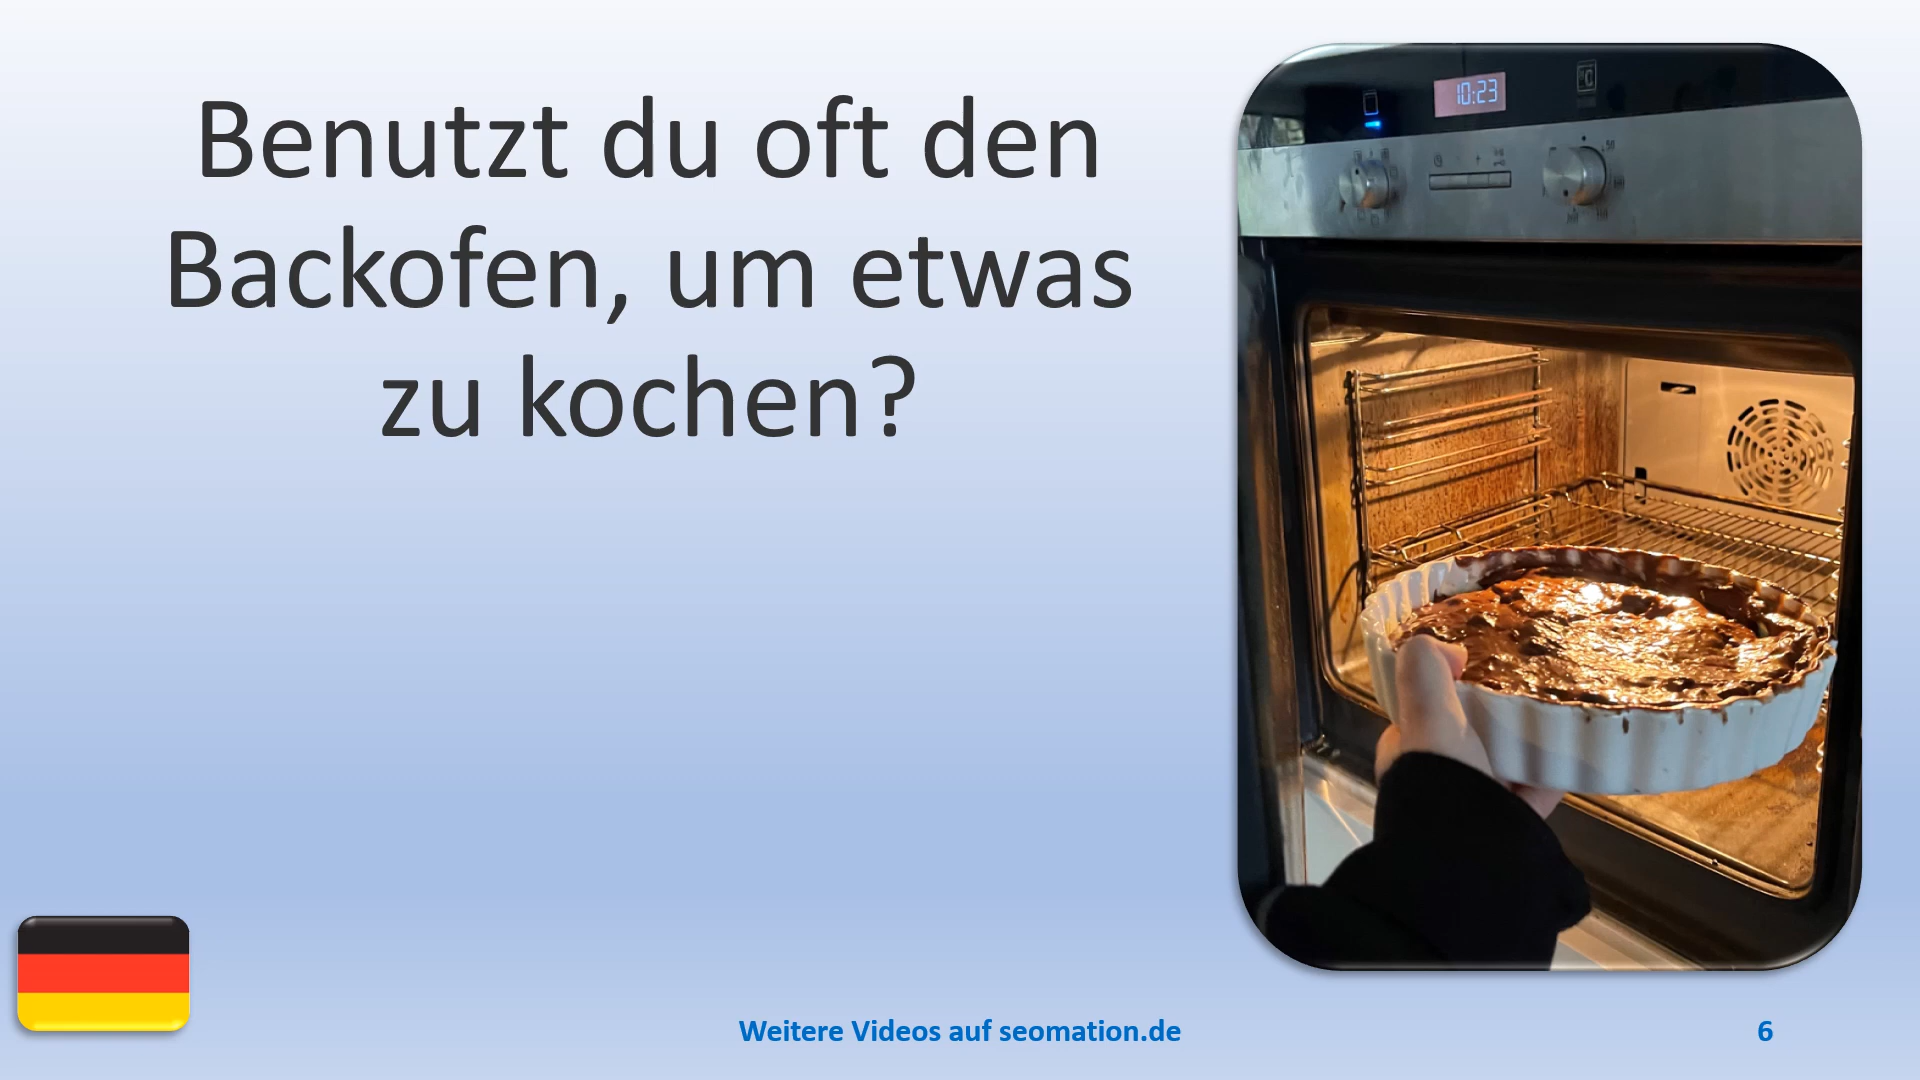 Benutzt du oft den
Backofen, um etwas
zu kochen?
10:23
°C
Weitere Videos auf seomation.de
6